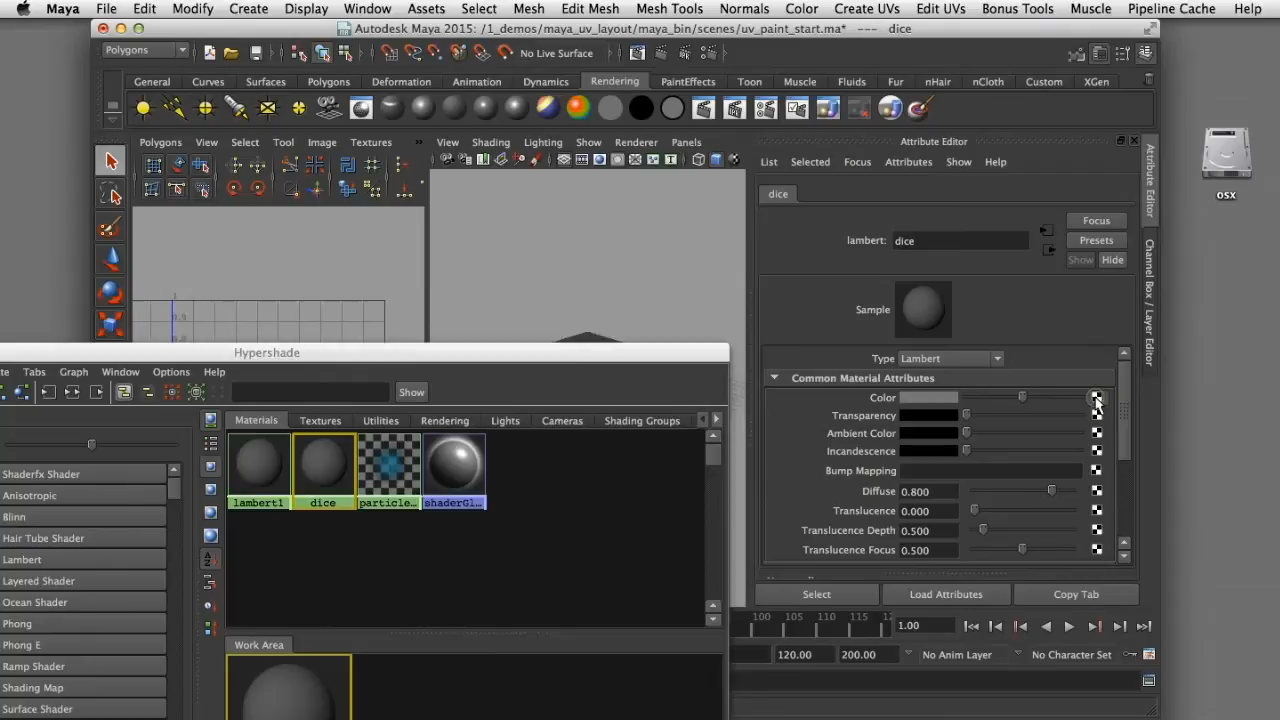 Maya File Edit Modify Create Display Window Assets Select Mesh Edit Mesh Mesh Tools Normals Color Create UVs Edit UVs Bonus Tools Muscle Pipeline Cache Help
Autodesk Maya 2015: /1_demos/maya_uv_layout/maya_bin/scenes/uv_paint_start.ma* --- dice
Polygons
No Live Surface
General Curves Surfaces Polygons Deformation Animation Dynamics Rendering PaintEffects Toon Muscle Fluids Fur nHair nCloth Custom XGen
Polygons View Select Tool Image Textures »
View Shading Lighting Show Renderer Panels
Attribute Editor
List Selected Focus Attributes Show Help
dice
lambert: dice
Focus
Presets
Show Hide
Sample
Type Lambert
Common Material Attributes
Color
Transparency
Ambient Color
Incandescence
Bump Mapping
Diffuse 0.800
Translucence 0.000
Translucence Depth 0.500
Translucence Focus 0.500
Select Load Attributes Copy Tab
Attribute Editor
Channel Box / Layer Editor
osx
1
0.9
Hypershade
Tabs Graph Window Options Help
Show
Materials Textures Utilities Rendering Lights Cameras Shading Groups
lambert1 dice particle... shaderGl...
Shaderfx Shader
Anisotropic
Blinn
Hair Tube Shader
Lambert
Layered Shader
Ocean Shader
Phong
Phong E
Ramp Shader
Shading Map
Surface Shader
Work Area
100 105 110 115
1.00
120.00 200.00 No Anim Layer No Character Set